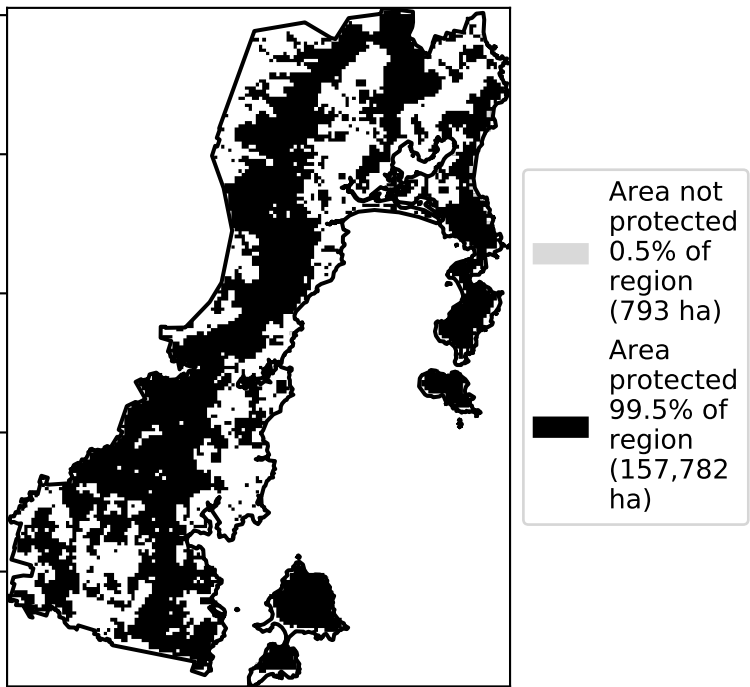 Area not
protected
0.5% of
region
(793 ha)
Area
protected
99.5% of
region
(157,782
ha)